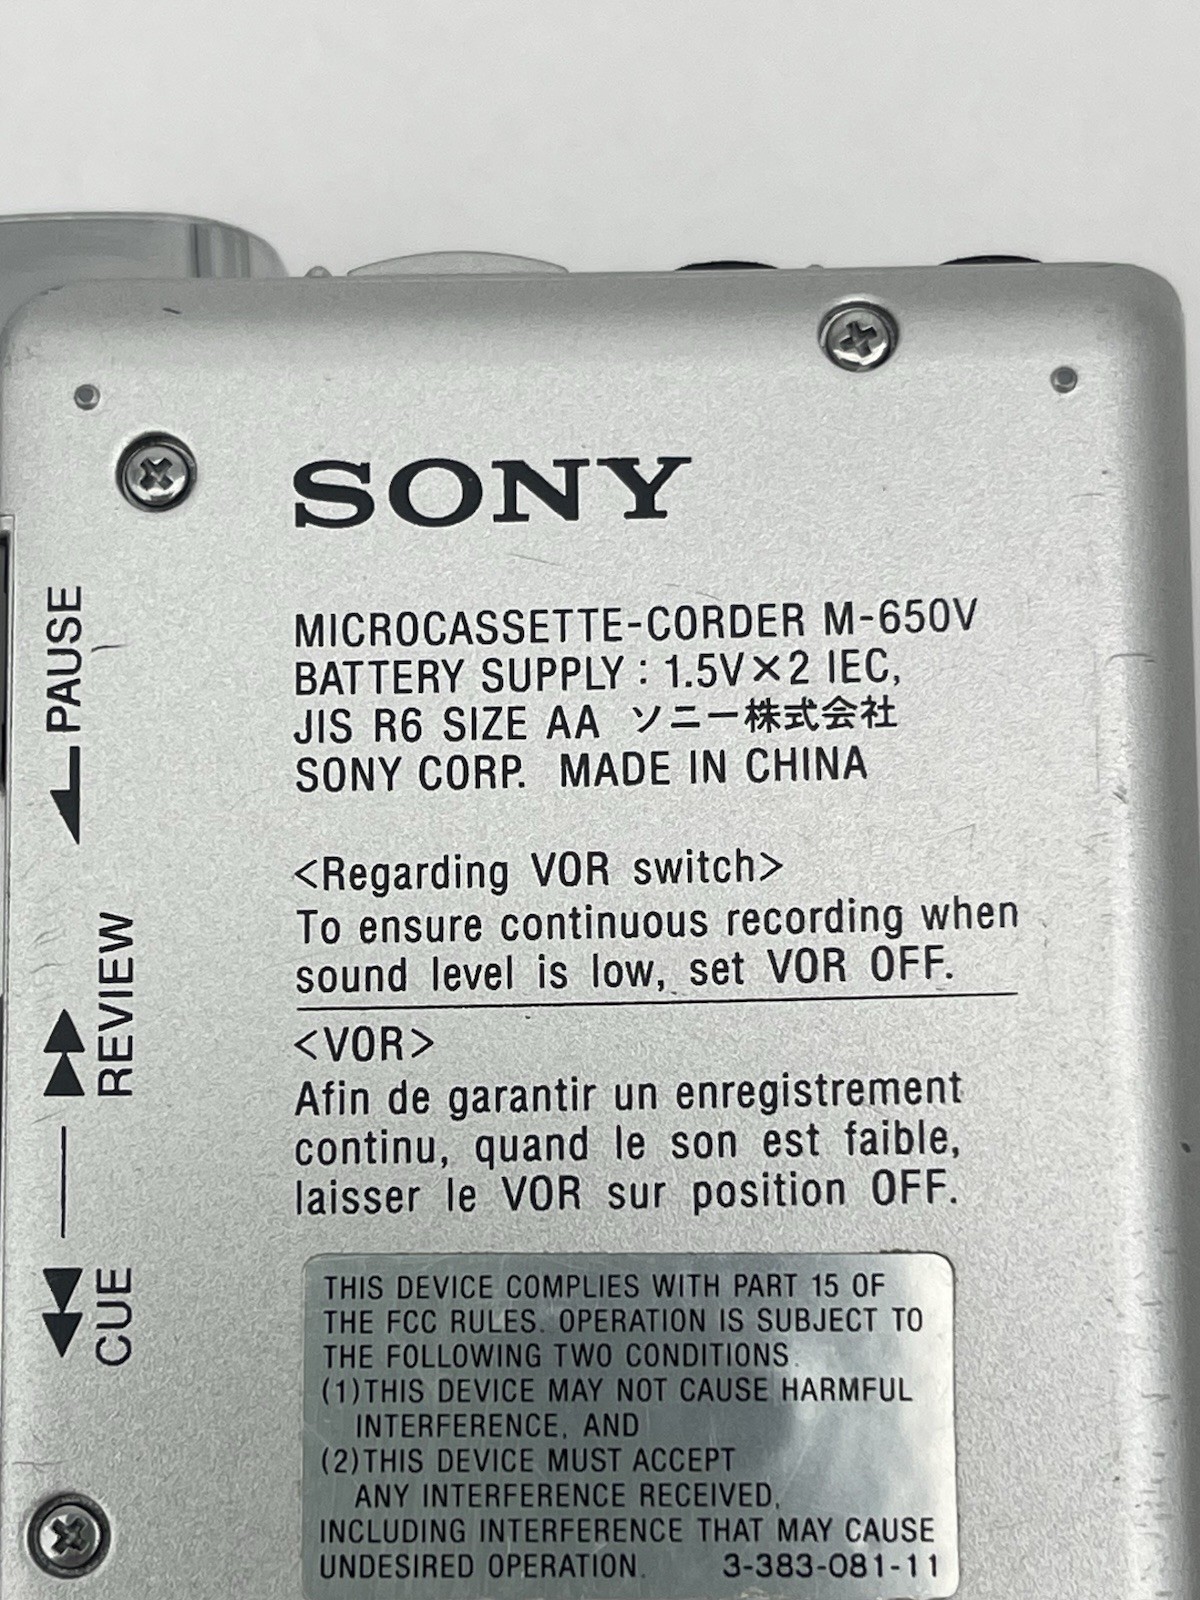 SONY
MICROCASSETTE-CORDER M-650V
BATTERY SUPPLY : 1.5V×2 IEC,
JIS R6 SIZE AA ソニー株式会社
SONY CORP. MADE IN CHINA
<Regarding VOR switch>
To ensure continuous recording when
sound level is low, set VOR OFF.
<VOR>
Afin de garantir un enregistrement
continu, quand le son est faible,
laisser le VOR sur position OFF.
THIS DEVICE COMPLIES WITH PART 15 OF
THE FCC RULES. OPERATION IS SUBJECT TO
THE FOLLOWING TWO CONDITIONS.
(1)THIS DEVICE MAY NOT CAUSE HARMFUL
INTERFERENCE, AND
(2)THIS DEVICE MUST ACCEPT
ANY INTERFERENCE RECEIVED,
INCLUDING INTERFERENCE THAT MAY CAUSE
UNDESIRED OPERATION. 3-383-081-11
PAUSE
REVIEW
CUE